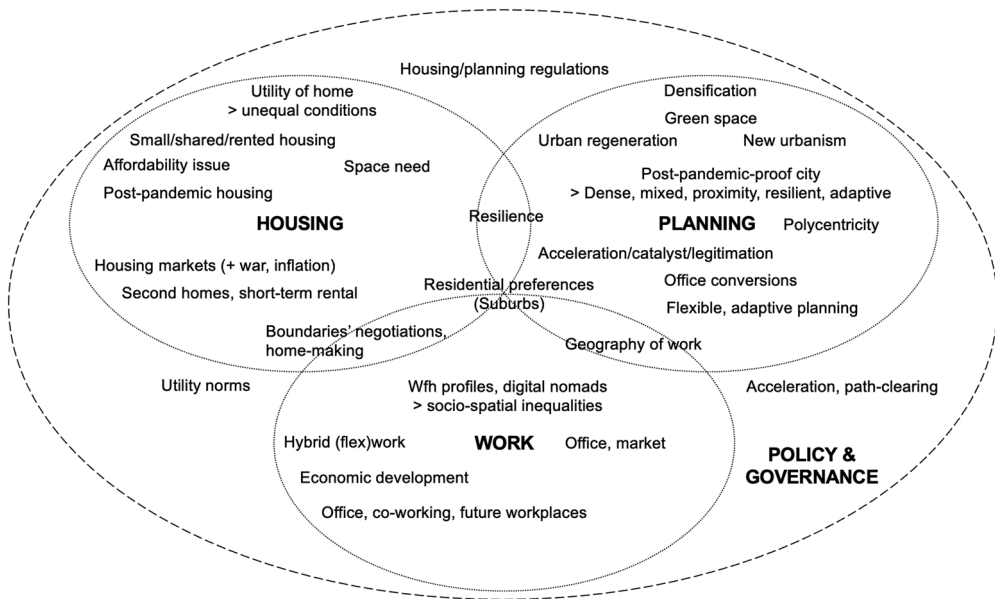 Housing/planning regulations
Utility of home
> unequal conditions
Small/shared/rented housing
Affordability issue
Space need
Post-pandemic housing
HOUSING
Housing markets (+ war, inflation)
Second homes, short-term rental
Boundaries' negotiations,
home-making
Resilience
Residential preferences
(Suburbs)
Densification
Green space
Urban regeneration
New urbanism
Post-pandemic-proof city
> Dense, mixed, proximity, resilient, adaptive
PLANNING
Polycentricity
Acceleration/catalyst/legitimation
Office conversions
Flexible, adaptive planning
Geography of work
Utility norms
Wfh profiles, digital nomads
> socio-spatial inequalities
Hybrid (flex)work
WORK
Office, market
Economic development
Office, co-working, future workplaces
Acceleration, path-clearing
POLICY &
GOVERNANCE